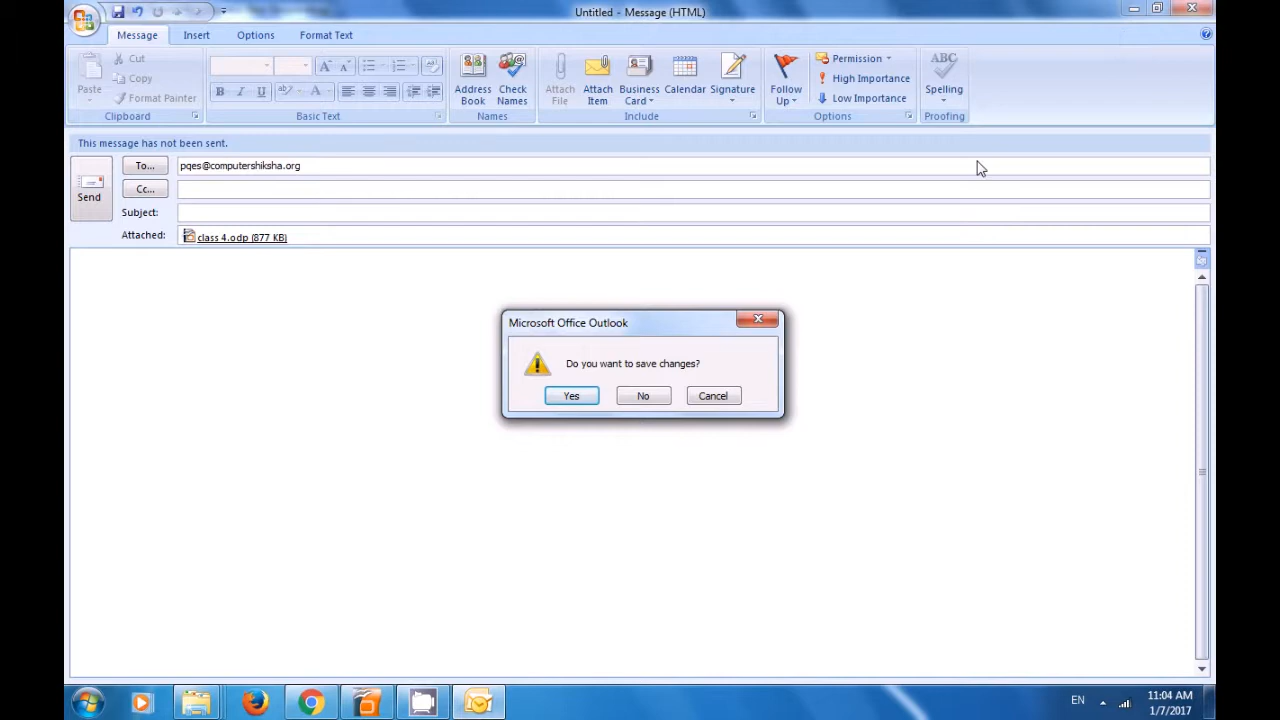 Untitled - Message (HTML)
Message Insert Options Format Text
Paste
Cut
Copy
Format Painter
Clipboard
B I U
Basic Text
Address Book
Check Names
Names
Attach File
Attach Item
Business Card
Calendar
Signature
Include
Follow Up
Permission
High Importance
Low Importance
Options
ABC
Spelling
Proofing
This message has not been sent.
Send
To... pqes@computershiksha.org
Cc...
Subject:
Attached: class 4.odp (877 KB)
Microsoft Office Outlook
Do you want to save changes?
Yes No Cancel
EN
11:04 AM
1/7/2017